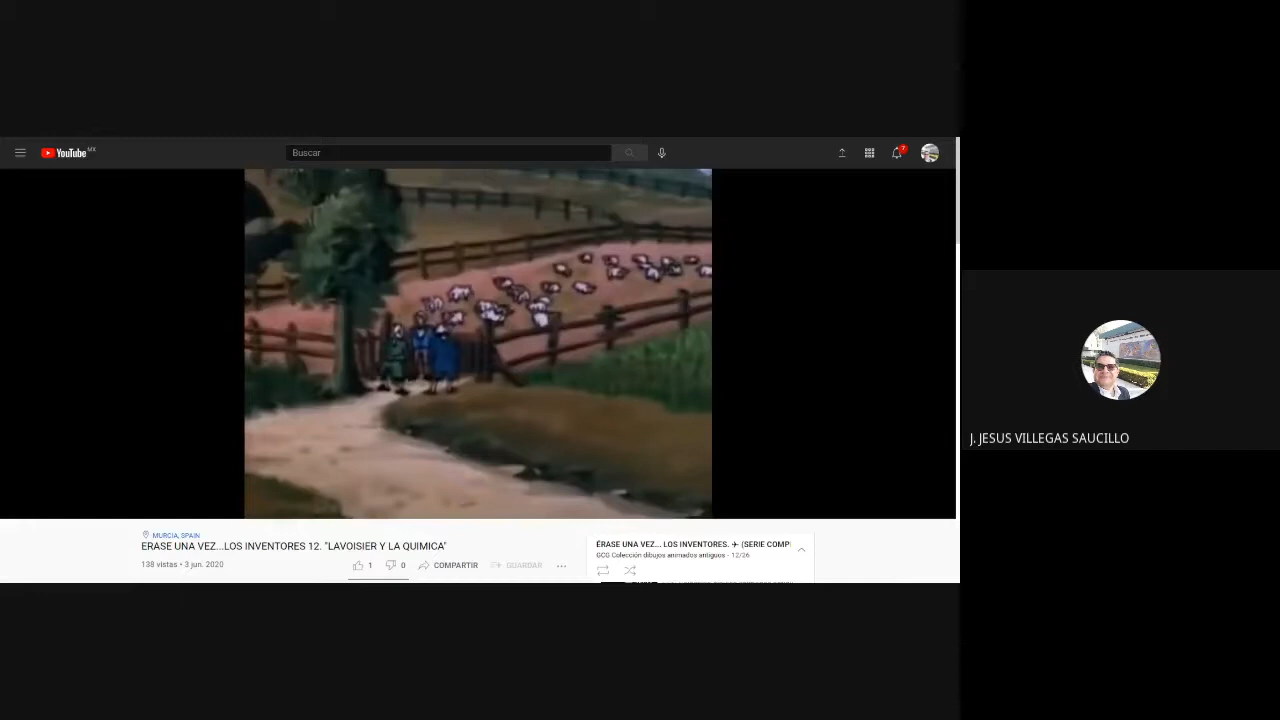 YouTube MX
Buscar
7
J. JESUS VILLEGAS SAUCILLO
MURCIA, SPAIN
ERASE UNA VEZ...LOS INVENTORES 12. "LAVOISIER Y LA QUIMICA"
138 vistas • 3 jun. 2020
1
0
COMPARTIR
GUARDAR
ÉRASE UNA VEZ... LOS INVENTORES. ✈ (SERIE COMP
GCG Colección dibujos animados antiguos - 12/26